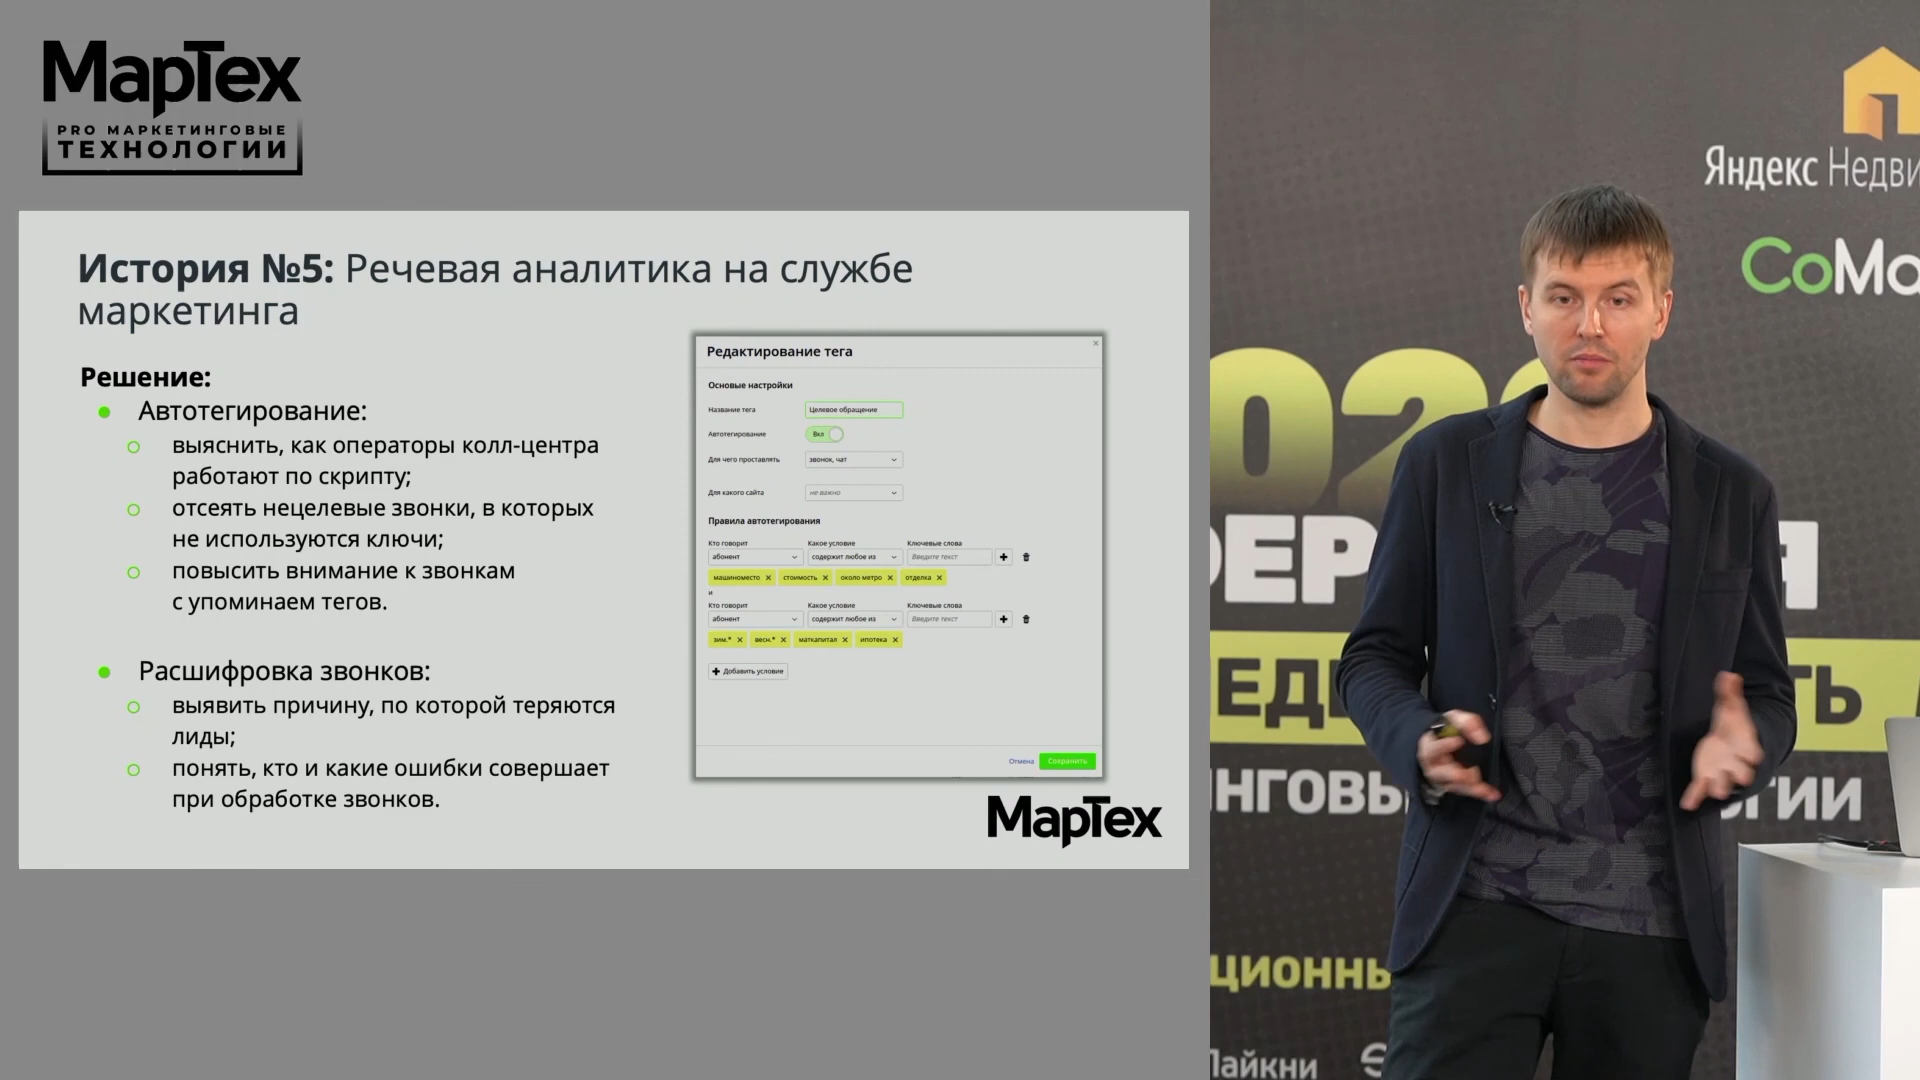 МарТех
PRO МАРКЕТИНГОВЫЕ
ТЕХНОЛОГИИ
История №5: Речевая аналитика на службе
маркетинга
Решение:
Автотегирование:
выяснить, как операторы колл-центра
работают по скрипту;
отсеять нецелевые звонки, в которых
не используются ключи;
повысить внимание к звонкам
с упоминаем тегов.
Расшифровка звонков:
выявить причину, по которой теряются
лиды;
понять, кто и какие ошибки совершает
при обработке звонков.
Редактирование тега
Основные настройки
Название тега Целевое обращение
Автотегирование Вкл
Для чего проставлять звонок, чат
Для какого сайта не важно
Правила автотегирования
Кто говорит Какое условие Ключевые слова
абонент содержит любое из Введите текст
машиноместо стоимость около метро отделка
и
Кто говорит Какое условие Ключевые слова
абонент содержит любое из Введите текст
зим.* весн.* маткапитал ипотека
Добавить условие
Отмена Сохранить
МарТех
Яндекс Недви
CoMa
202
ФЕР Я
ЕД ТЬ
НГОВЫ ГИИ
ционны
Лайкни